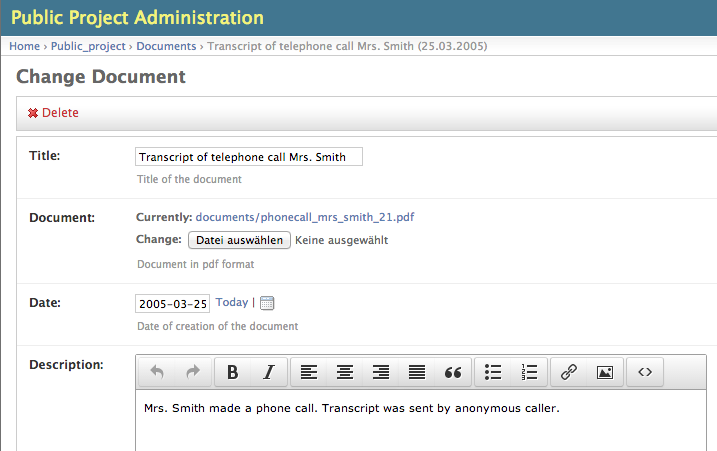 Public Project Administration
Home › Public_project › Documents › Transcript of telephone call Mrs. Smith (25.03.2005)
Change Document
Delete
Title: Transcript of telephone call Mrs. Smith
Title of the document
Document: Currently: documents/phonecall_mrs_smith_21.pdf
Change: Datei auswählen Keine ausgewählt
Document in pdf format
Date: 2005-03-25 Today |
Date of creation of the document
Description:
B I
Mrs. Smith made a phone call. Transcript was sent by anonymous caller.